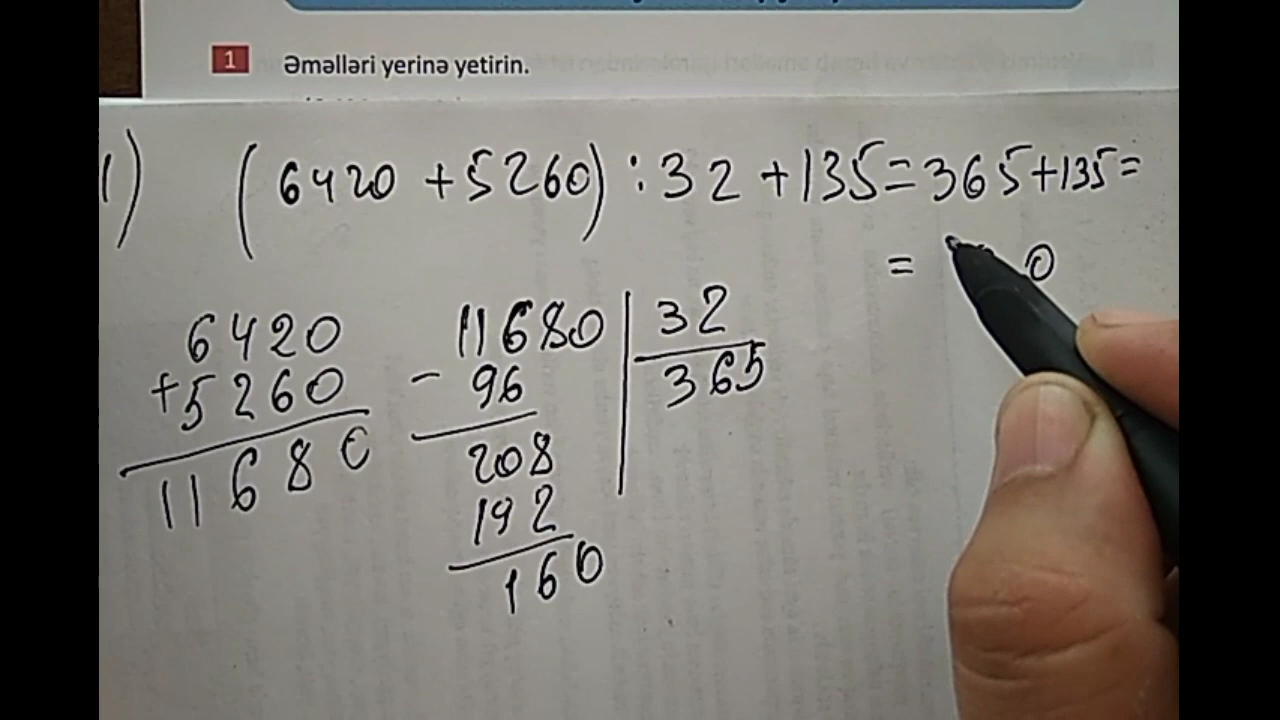 1 Əməlləri yerinə yetirin.
1) (6420 + 5260) : 32 + 135 = 365 + 135 =
= 0
6420
+5260
11680
11680 | 32
- 96 365
208
192
160